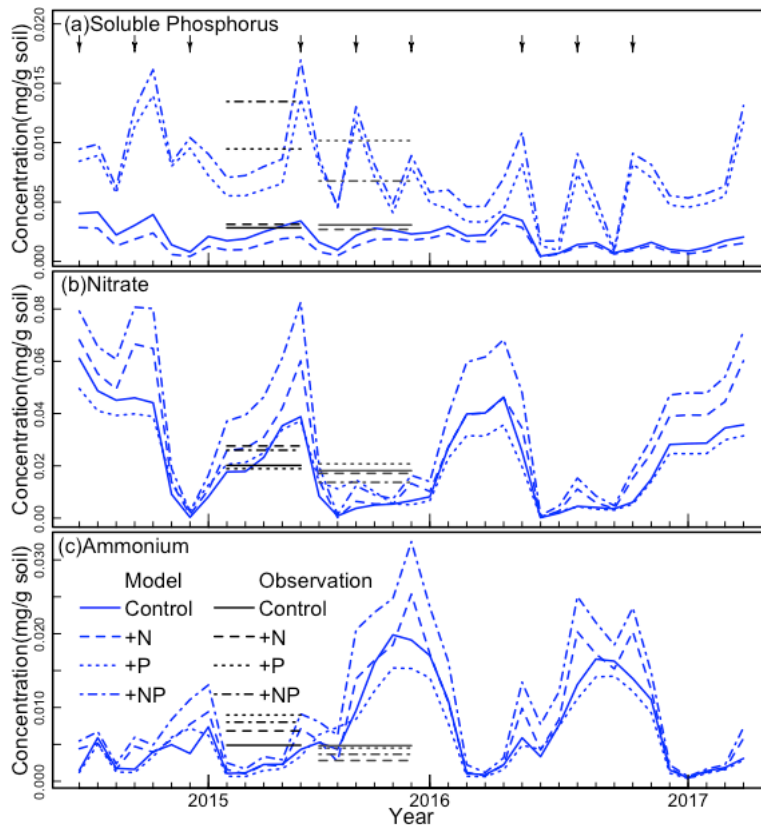 (a)Soluble Phosphorus
Concentration(mg/g soil)
0.020
0.015
0.010
0.005
0.000
(b)Nitrate
Concentration(mg/g soil)
0.08
0.06
0.04
0.02
0.00
(c)Ammonium
Concentration(mg/g soil)
0.030
0.020
0.010
0.000
Model Observation
Control Control
+N +N
+P +P
+NP +NP
2015 2016 2017
Year